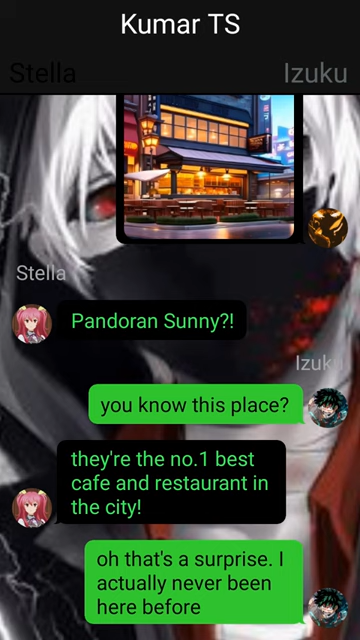 Kumar TS
Stella
Izuku
Stella
Pandoran Sunny?!
Izuku
you know this place?
they're the no.1 best
cafe and restaurant in
the city!
oh that's a surprise. I
actually never been
here before